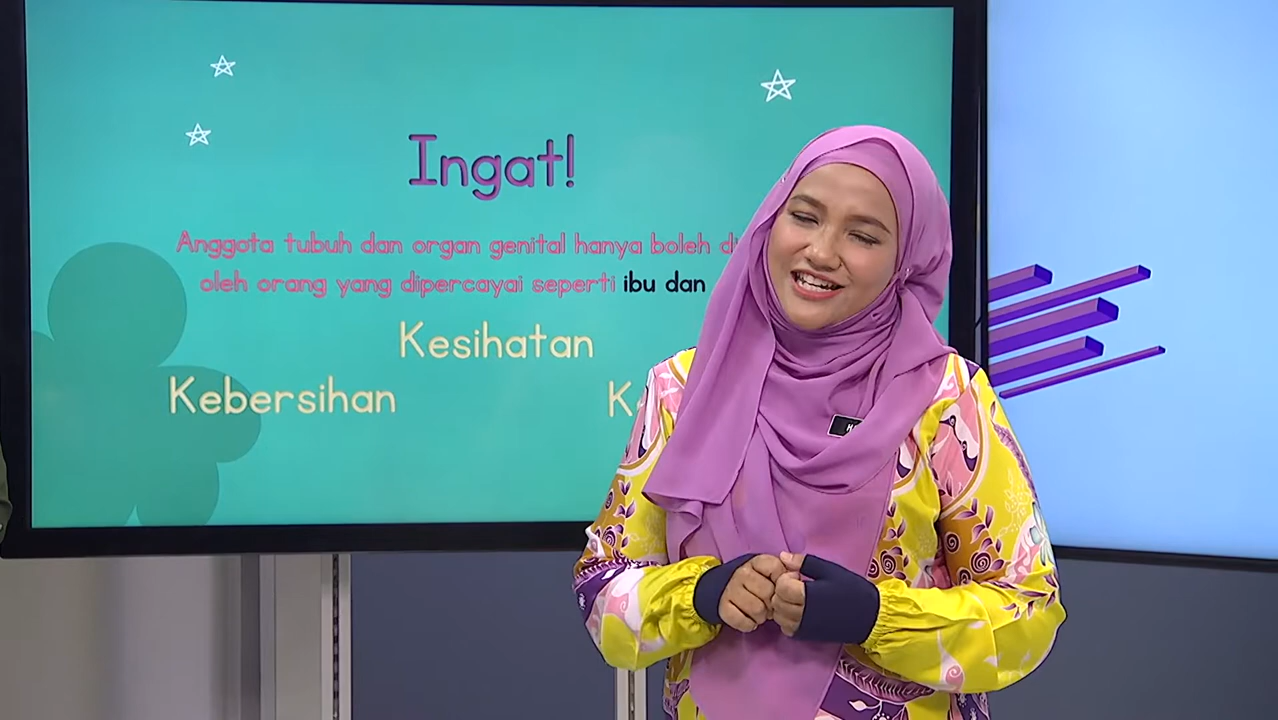 Ingat!
Anggota tubuh dan organ genital hanya boleh
oleh orang yang dipercayai seperti ibu dan
Kesihatan
Kebersihan